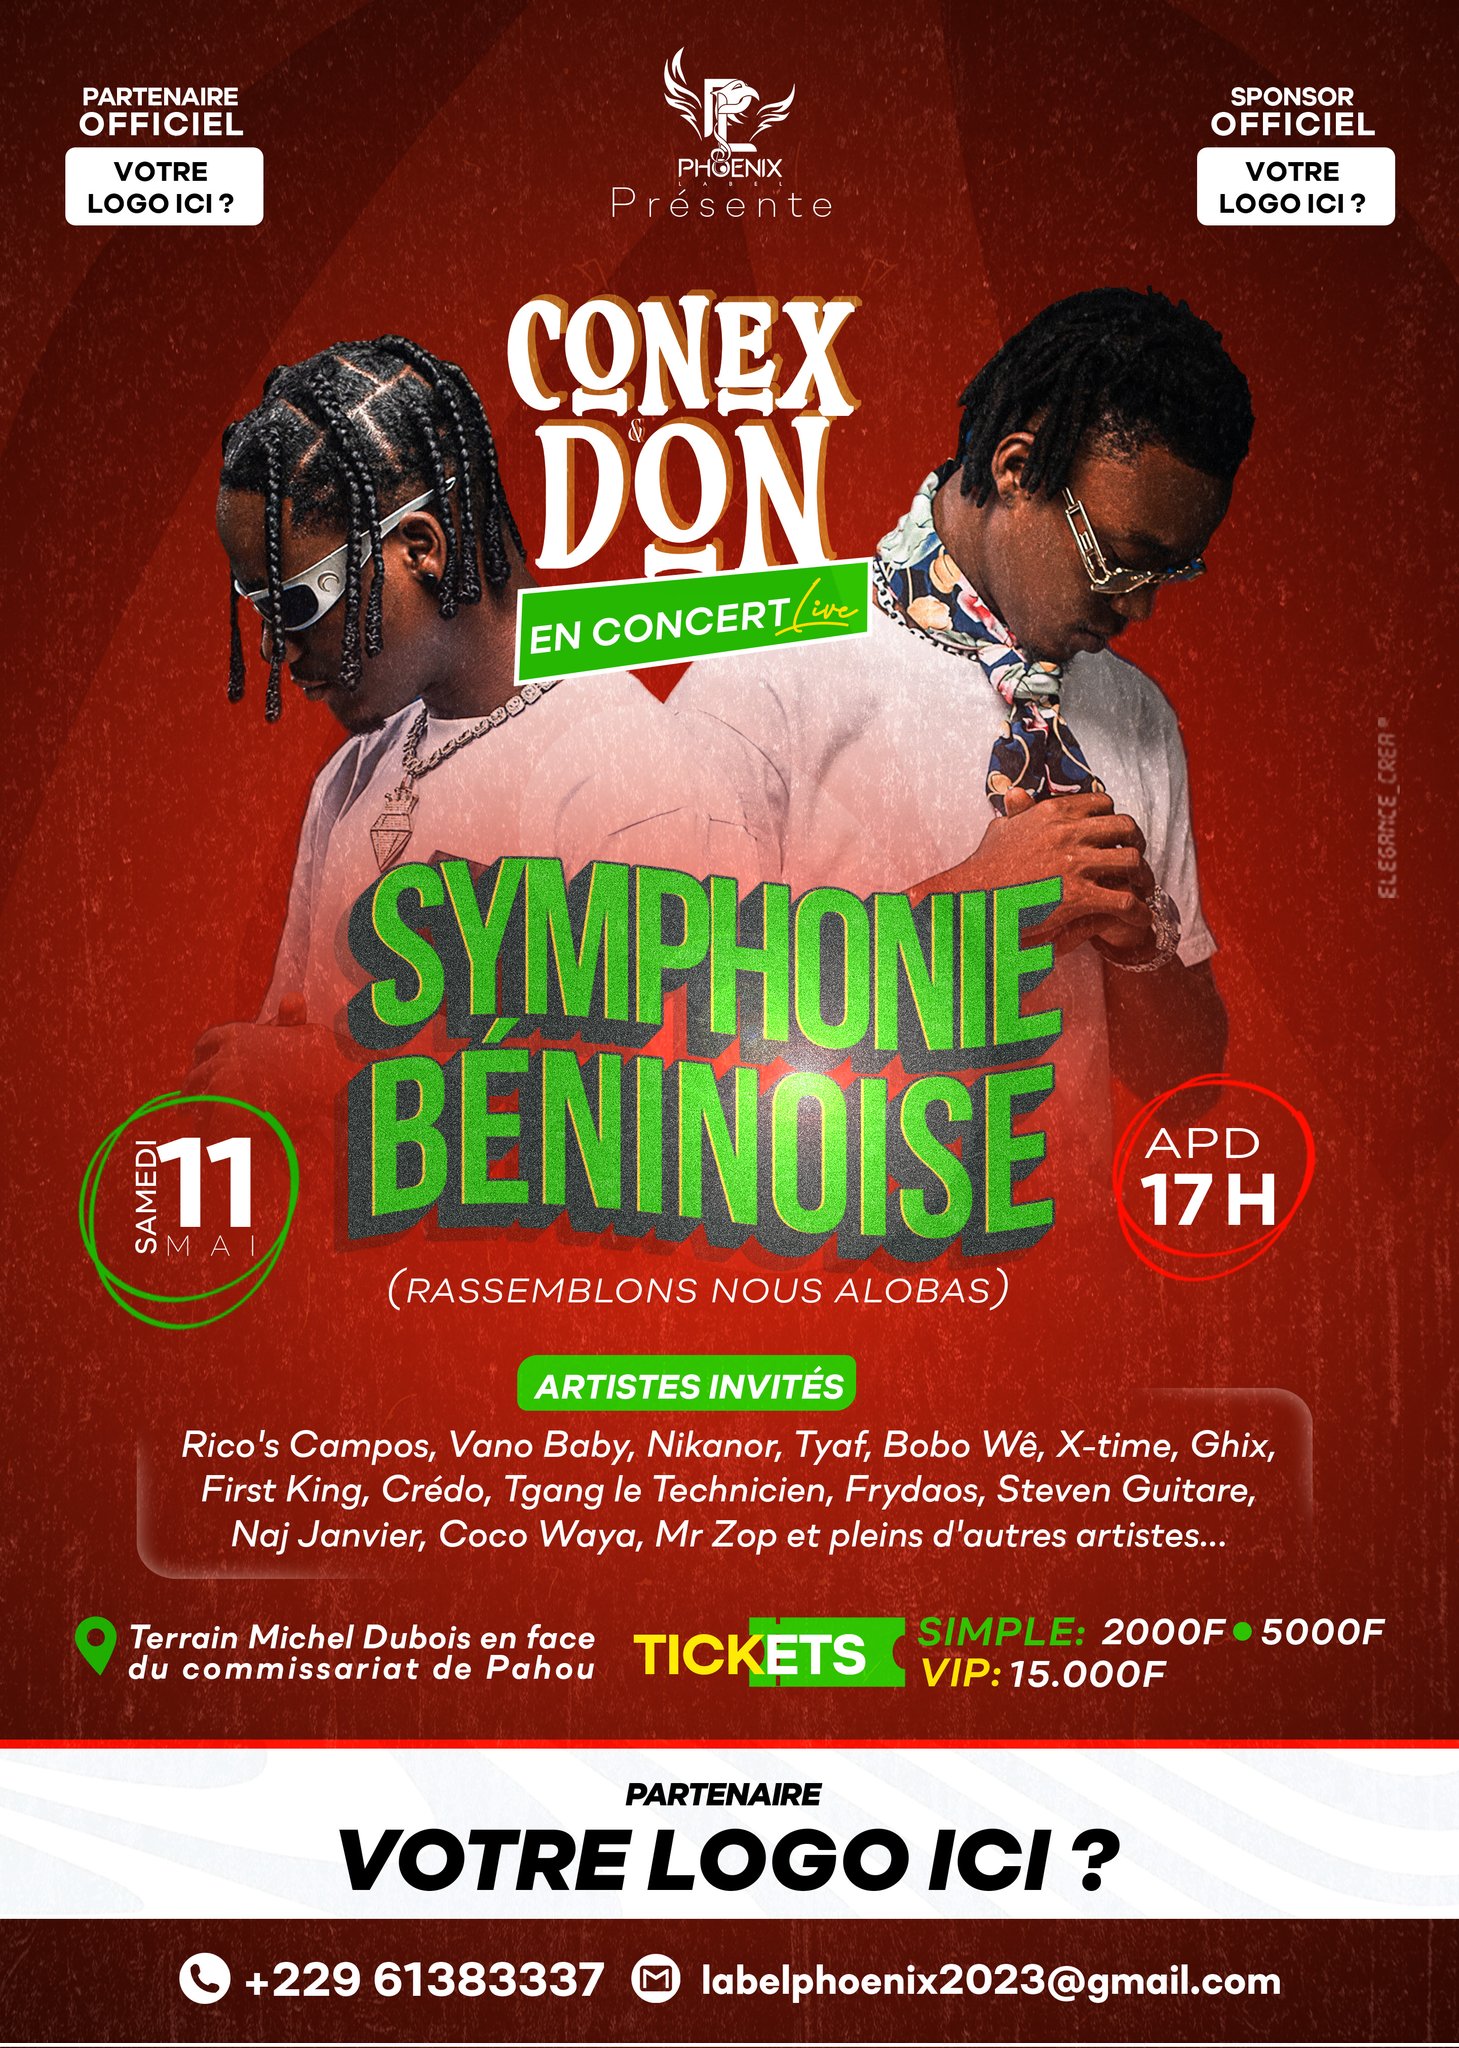 PARTENAIRE
OFFICIEL
VOTRE
LOGO ICI ?
PHOENIX
LABEL
Présente
SPONSOR
OFFICIEL
VOTRE
LOGO ICI ?
CONEX
&
DON
EN CONCERT Live
ELEGANCE_CREA
SYMPHONIE
BÉNINOISE
SAMEDI
11
MAI
APD
17H
(RASSEMBLONS NOUS ALOBAS)
ARTISTES INVITÉS
Rico's Campos, Vano Baby, Nikanor, Tyaf, Bobo Wê, X-time, Ghix,
First King, Crédo, Tgang le Technicien, Frydaos, Steven Guitare,
Naj Janvier, Coco Waya, Mr Zop et pleins d'autres artistes...
Terrain Michel Dubois en face
du commissariat de Pahou
TICKETS
SIMPLE: 2000F • 5000F
VIP: 15.000F
PARTENAIRE
VOTRE LOGO ICI ?
+229 61383337
labelphoenix2023@gmail.com